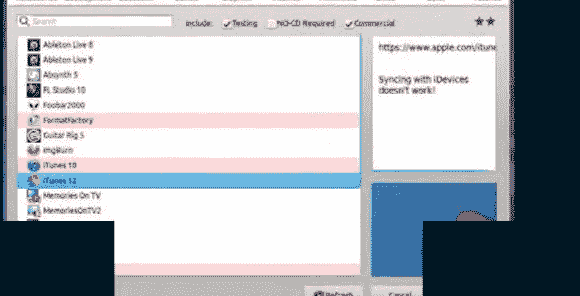 Search
Include: Testing NO-CD Required Commercial
Ableton Live 8
Ableton Live 9
Absynth 5
FL Studio 10
Foobar2000
FormatFactory
Guitar Rig 5
ImgBurn
iTunes 10
iTunes 12
Memories On TV
MemoriesOnTV2
https://www.apple.com/itune
Syncing with iDevices
doesn't work!
Refresh
Cancel